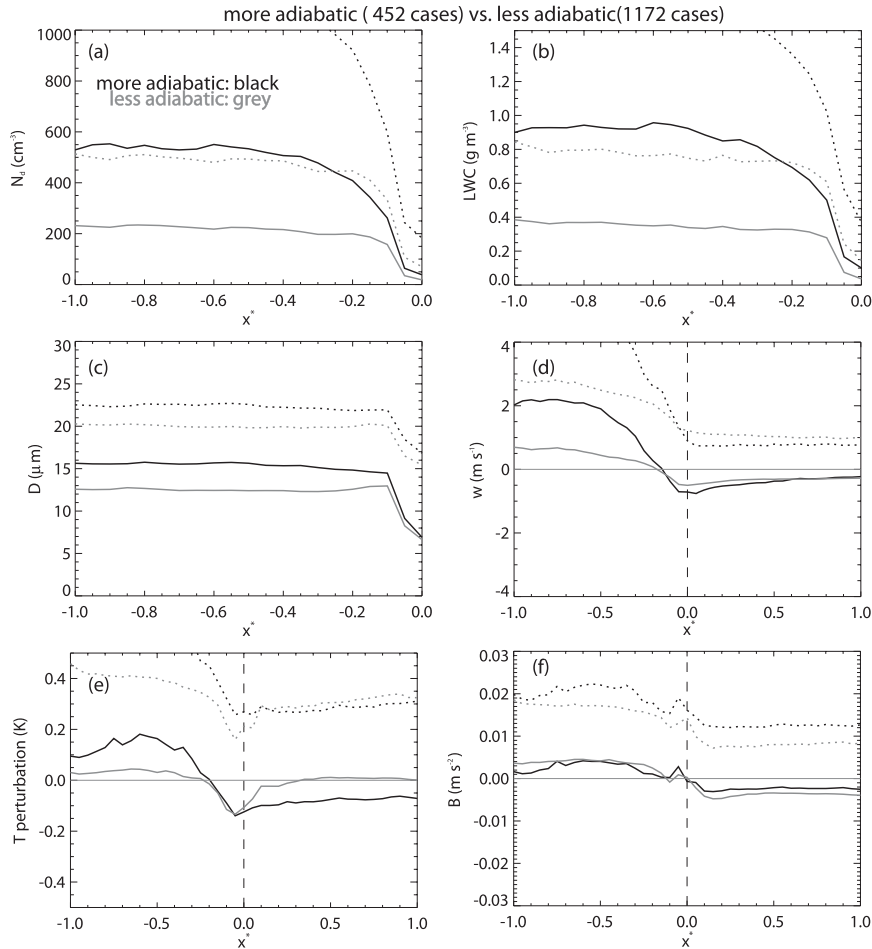 more adiabatic ( 452 cases) vs. less adiabatic(1172 cases)
(a)
more adiabatic: black
less adiabatic: grey
1000
800
600
400
200
0
N_d (cm⁻³)
-1.0 -0.8 -0.6 -0.4 -0.2 0.0
x*
(b)
1.4
1.2
1.0
0.8
0.6
0.4
0.2
0.0
LWC (g m⁻³)
-1.0 -0.8 -0.6 -0.4 -0.2 0.0
x*
(c)
30
25
20
15
10
5
0
D (μ m)
-1.0 -0.8 -0.6 -0.4 -0.2 0.0
x*
(d)
4
2
0
-2
-4
w (m s⁻¹)
-1.0 -0.5 0.0 0.5 1.0
x*
(e)
0.4
0.2
0.0
-0.2
-0.4
T perturbation (K)
-1.0 -0.5 0.0 0.5 1.0
x*
(f)
0.03
0.02
0.01
0.00
-0.01
-0.02
-0.03
B (m s⁻²)
-1.0 -0.5 0.0 0.5 1.0
x*